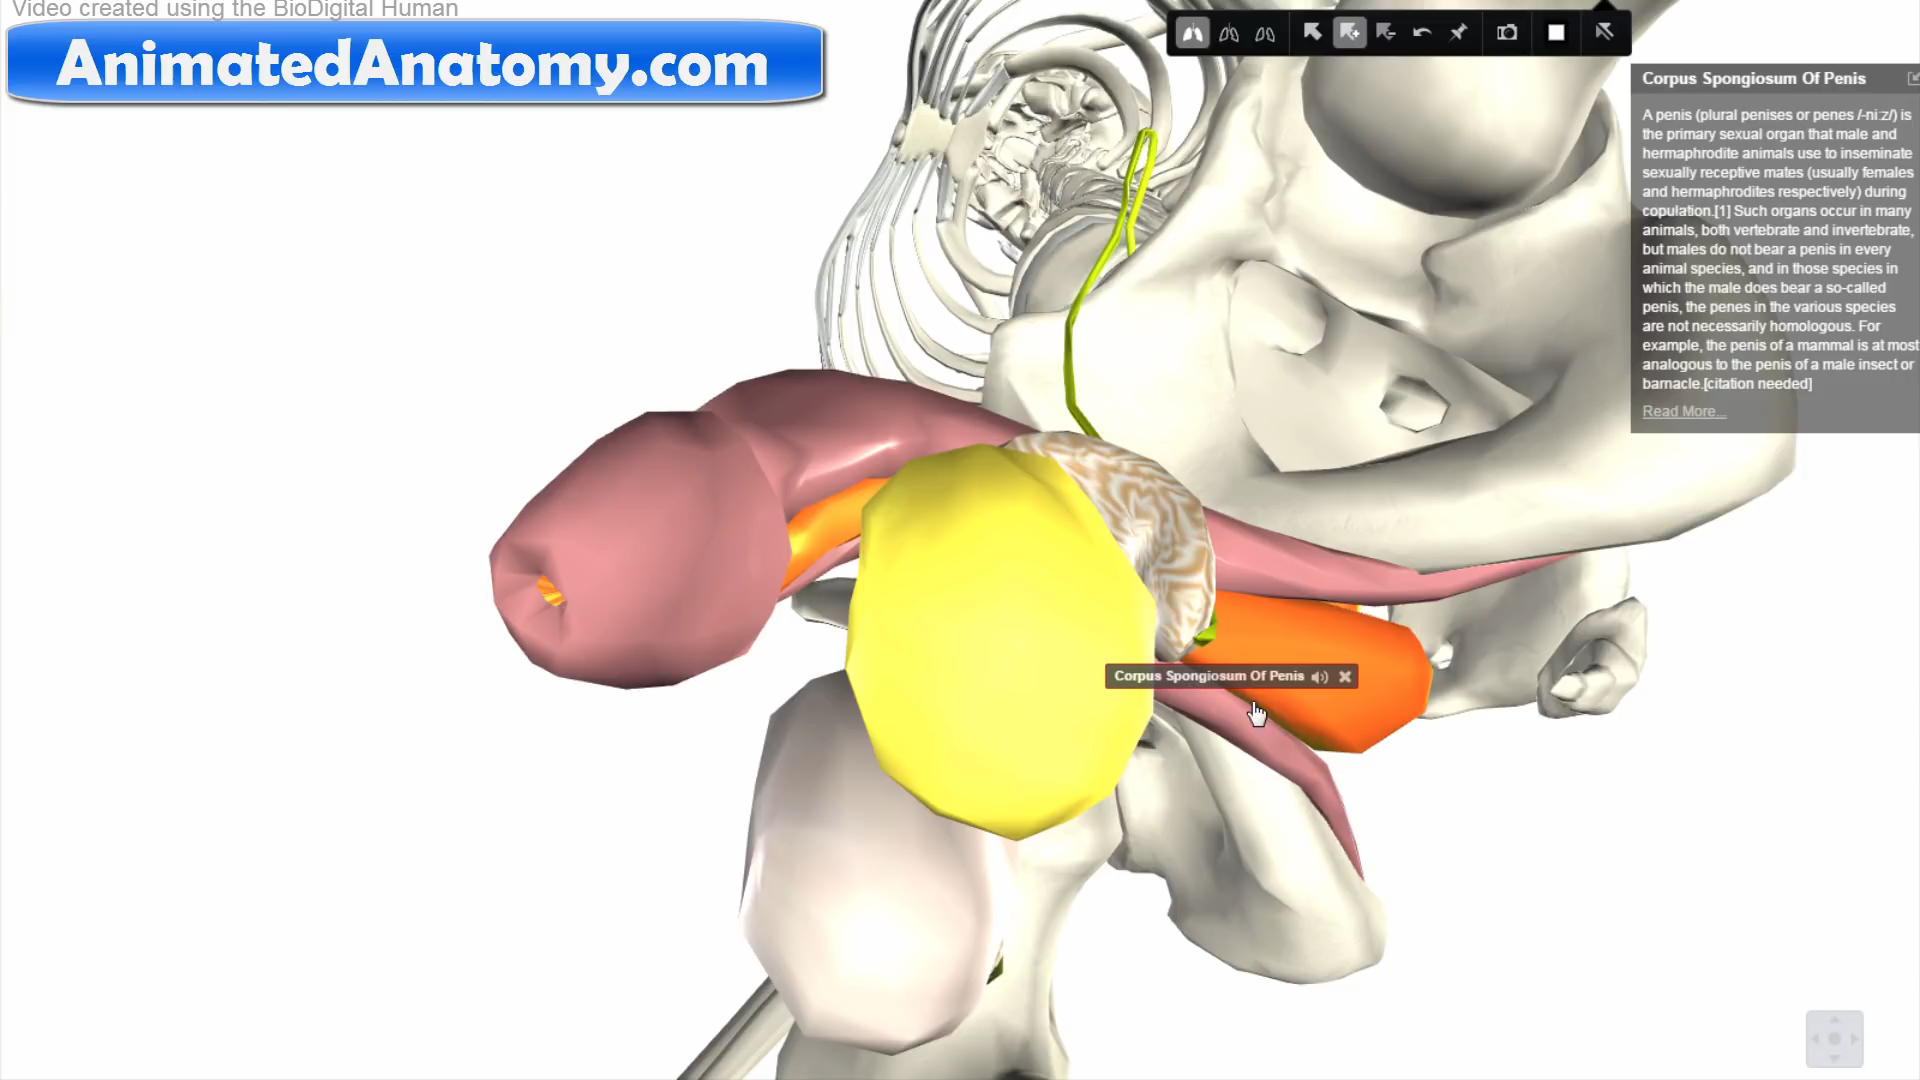 Video created using the BioDigital Human
AnimatedAnatomy.com
Corpus Spongiosum Of Penis
A penis (plural penises or penes /-niːz/) is
the primary sexual organ that male and
hermaphrodite animals use to inseminate
sexually receptive mates (usually females
and hermaphrodites respectively) during
copulation.[1] Such organs occur in many
animals, both vertebrate and invertebrate,
but males do not bear a penis in every
animal species, and in those species in
which the male does bear a so-called
penis, the penes in the various species
are not necessarily homologous. For
example, the penis of a mammal is at most
analogous to the penis of a male insect or
barnacle.[citation needed]
Read More...
Corpus Spongiosum Of Penis